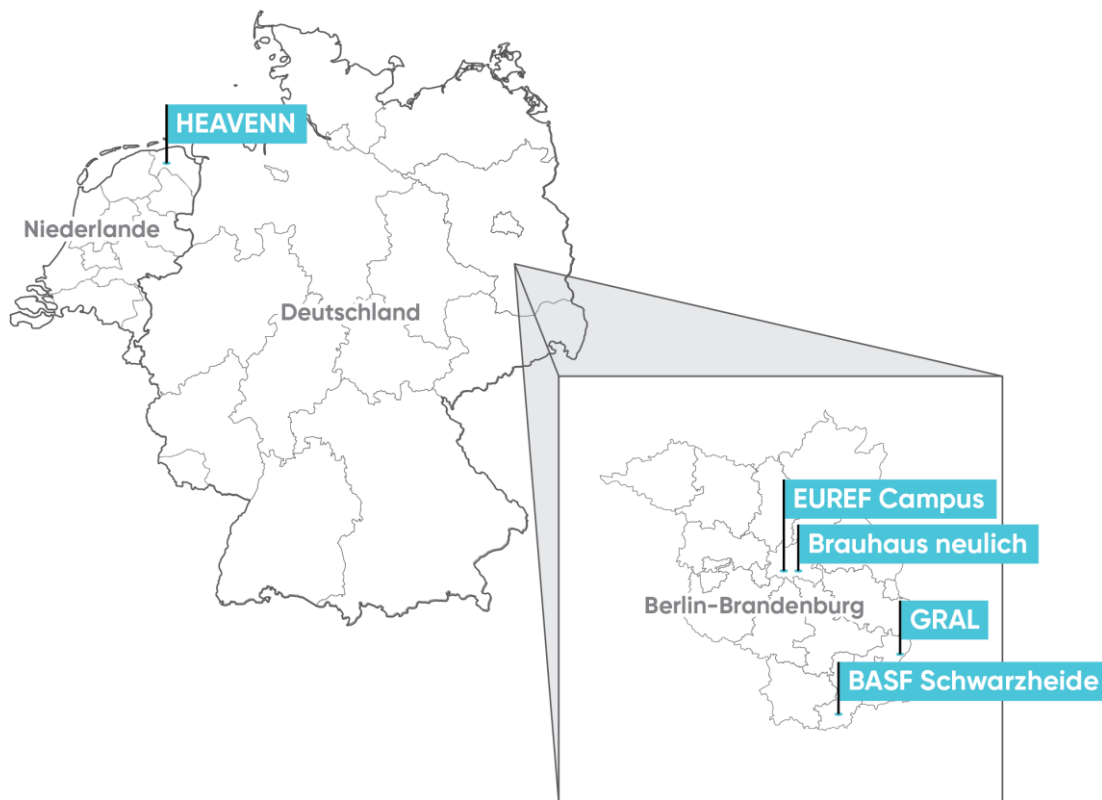 HEAVENN
Niederlande
Deutschland
EUREF Campus
Brauhaus neulich
Berlin-Brandenburg
GRAL
BASF Schwarzheide